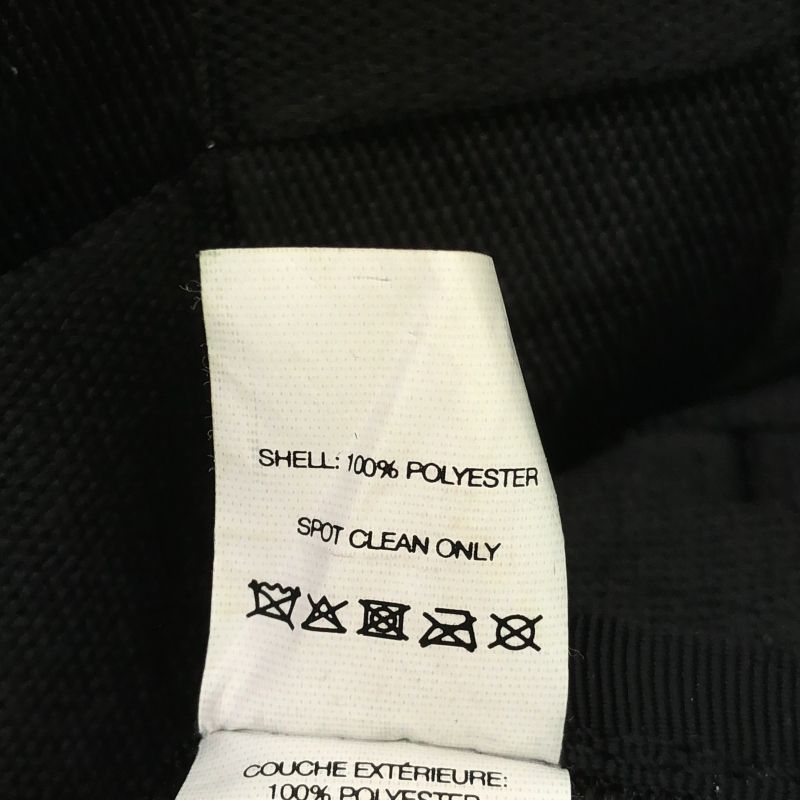 SHELL: 100% POLYESTER
SPOT CLEAN ONLY
COUCHE EXTÉRIEURE:
100% POLYESTER